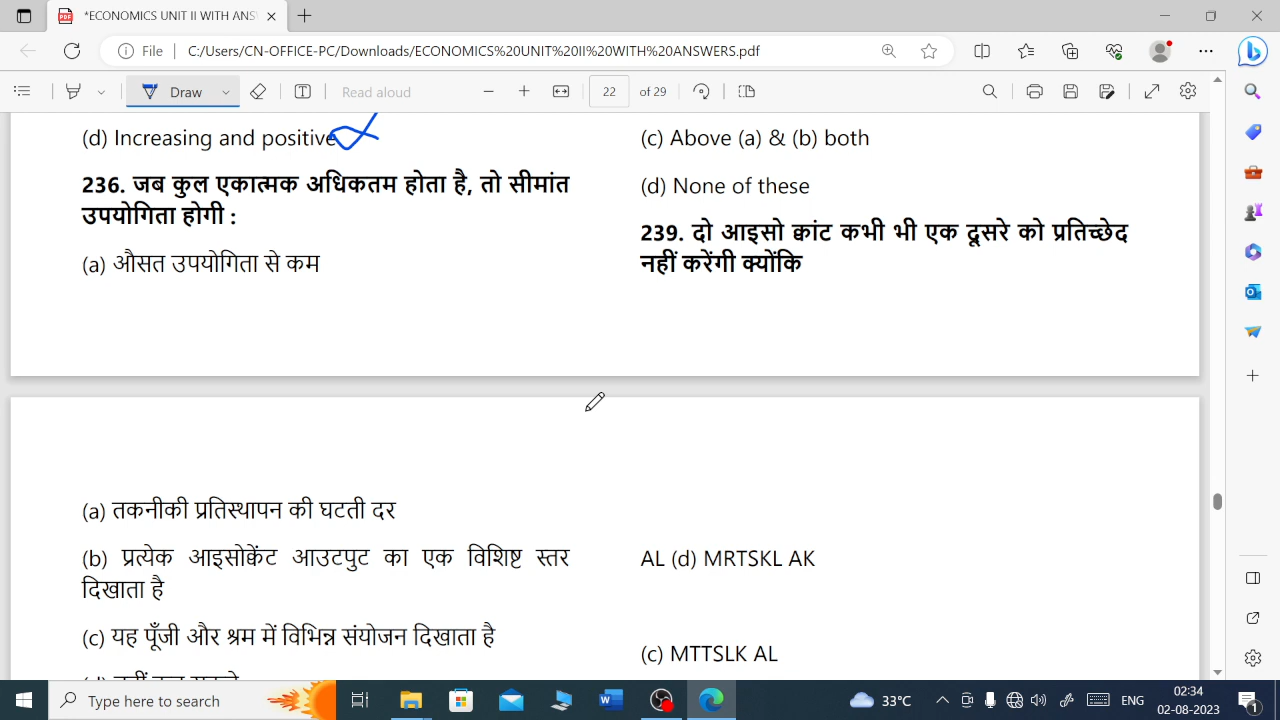 *ECONOMICS UNIT II WITH ANS
File
C:/Users/CN-OFFICE-PC/Downloads/ECONOMICS%20UNIT%20II%20WITH%20ANSWERS.pdf
Draw
Read aloud
22
of 29
(d) Increasing and positive
236. जब कुल एकात्मक अधिकतम होता है, तो सीमांत
उपयोगिता होगी :
(a) औसत उपयोगिता से कम
(c) Above (a) & (b) both
(d) None of these
239. दो आइसो क्वांट कभी भी एक दूसरे को प्रतिच्छेद
नहीं करेंगी क्योंकि
(a) तकनीकी प्रतिस्थापन की घटती दर
(b) प्रत्येक आइसोक्वेंट आउटपुट का एक विशिष्ट स्तर
दिखाता है
(c) यह पूँजी और श्रम में विभिन्न संयोजन दिखाता है
AL (d) MRTSKL AK
(c) MTTSLK AL
Type here to search
33°C
ENG
02:34
02-08-2023
1